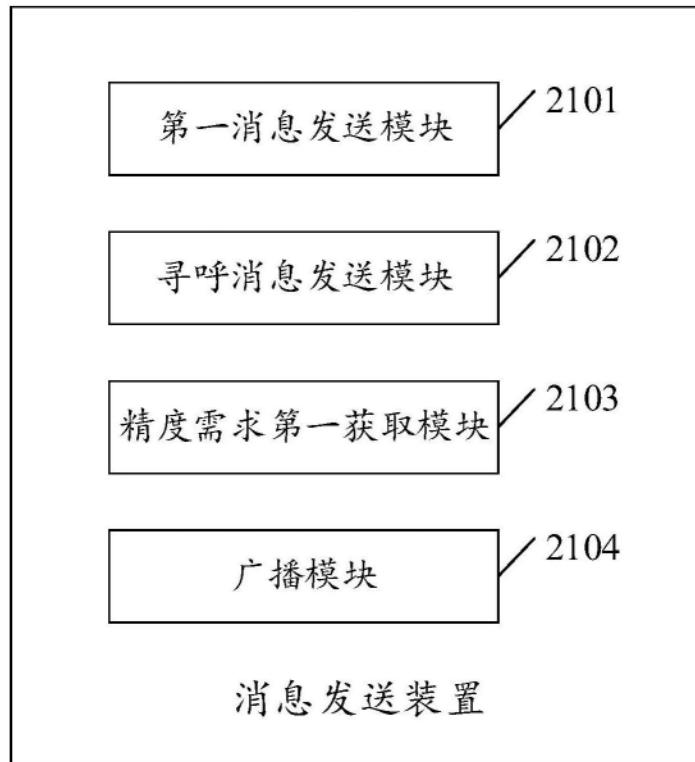 第一消息发送模块
2101
寻呼消息发送模块
2102
精度需求第一获取模块
2103
广播模块
2104
消息发送装置